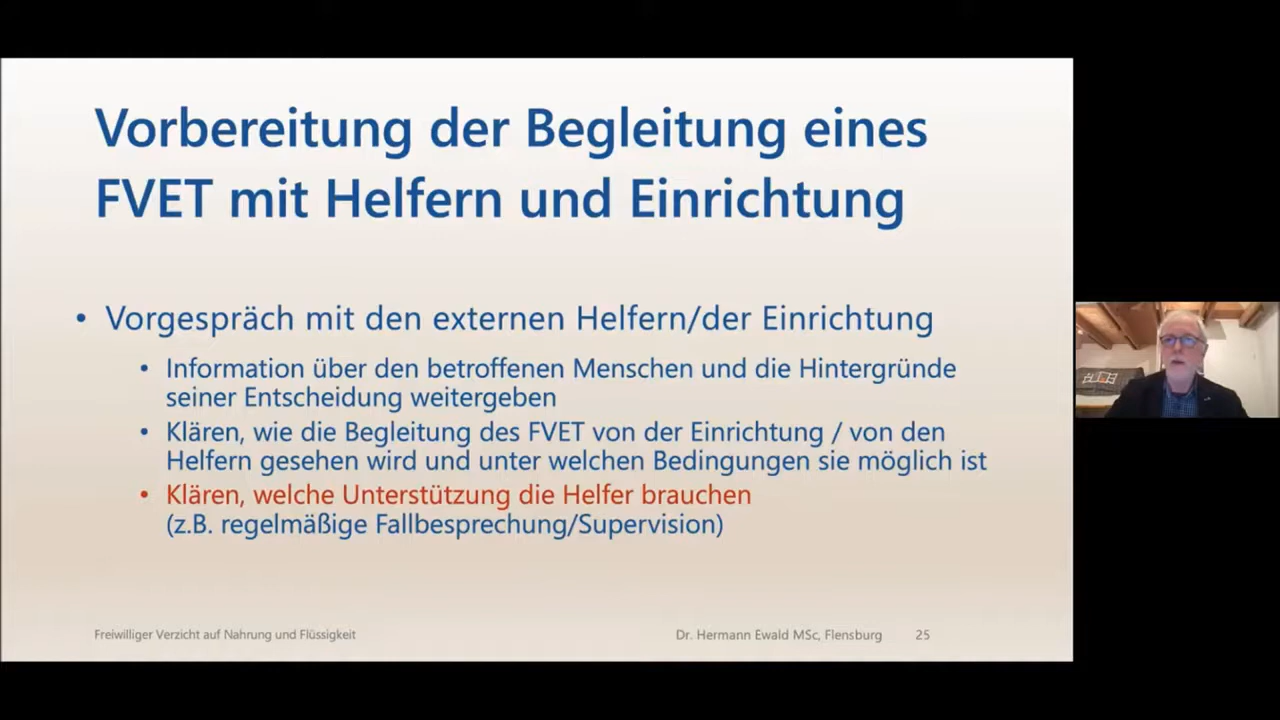 Vorbereitung der Begleitung eines
FVET mit Helfern und Einrichtung
• Vorgespräch mit den externen Helfern/der Einrichtung
• Information über den betroffenen Menschen und die Hintergründe
seiner Entscheidung weitergeben
• Klären, wie die Begleitung des FVET von der Einrichtung / von den
Helfern gesehen wird und unter welchen Bedingungen sie möglich ist
• Klären, welche Unterstützung die Helfer brauchen
(z.B. regelmäßige Fallbesprechung/Supervision)
Freiwilliger Verzicht auf Nahrung und Flüssigkeit
Dr. Hermann Ewald MSc, Flensburg 25